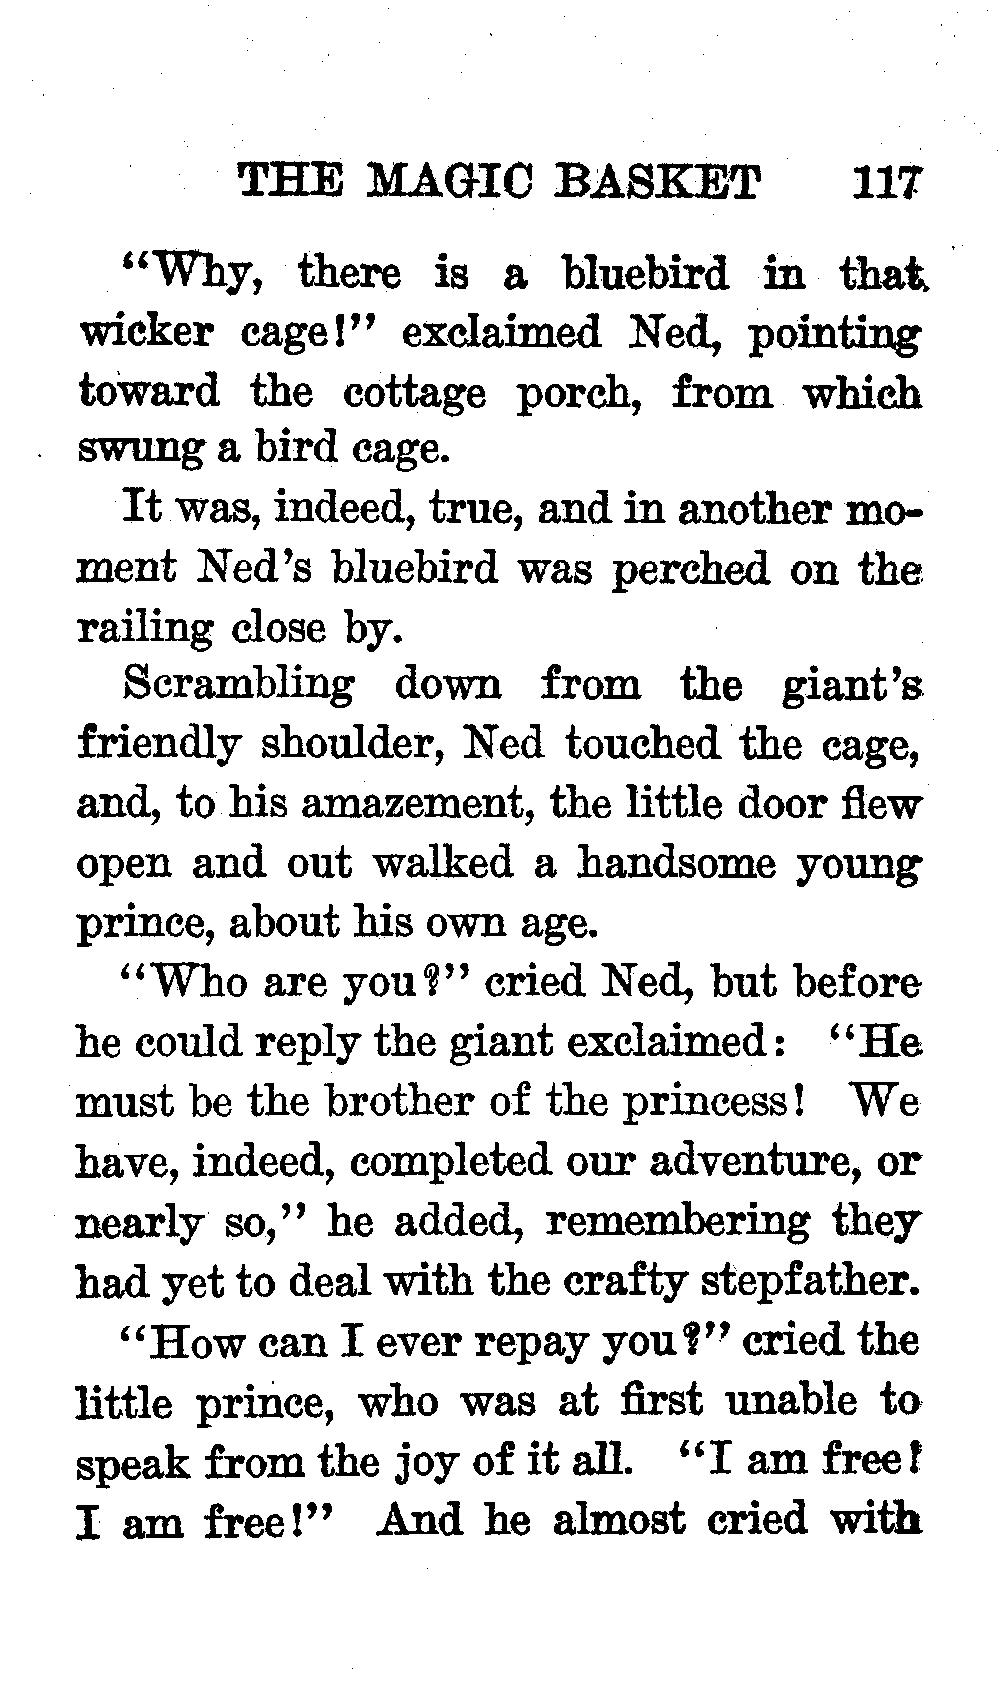 THE MAGIC BASKET 117
“Why, there is a bluebird in that
wicker cage!” exclaimed Ned, pointing
toward the cottage porch, from which
swung a bird cage.
It was, indeed, true, and in another mo-
ment Ned’s bluebird was perched on the
railing close by.
Scrambling down from the giant’s
friendly shoulder, Ned touched the cage,
and, to his amazement, the little door flew
open and out walked a handsome young
prince, about his own age.
“Who are you?” cried Ned, but before
he could reply the giant exclaimed: “He
must be the brother of the princess! We
have, indeed, completed our adventure, or
nearly so,” he added, remembering they
had yet to deal with the crafty stepfather.
“How can I ever repay you?” cried the
little prince, who was at first unable to
speak from the joy of it all. “I am free!
I am free!” And he almost cried with